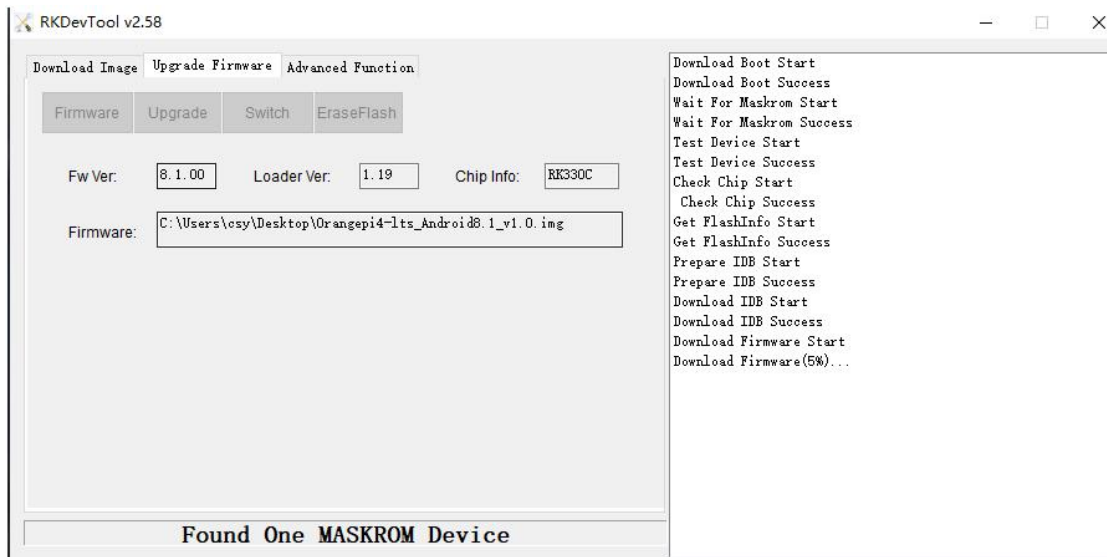 RKDevTool v2.58
Download Image Upgrade Firmware Advanced Function
Firmware Upgrade Switch EraseFlash
Fw Ver: 8.1.00 Loader Ver: 1.19 Chip Info: RK330C
Firmware: C:\Users\csy\Desktop\Orangepi4-lts_Android8.1_v1.0.img
Found One MASKROM Device
Download Boot Start
Download Boot Success
Wait For Maskrom Start
Wait For Maskrom Success
Test Device Start
Test Device Success
Check Chip Start
Check Chip Success
Get FlashInfo Start
Get FlashInfo Success
Prepare IDB Start
Prepare IDB Success
Download IDB Start
Download IDB Success
Download Firmware Start
Download Firmware(5%)...